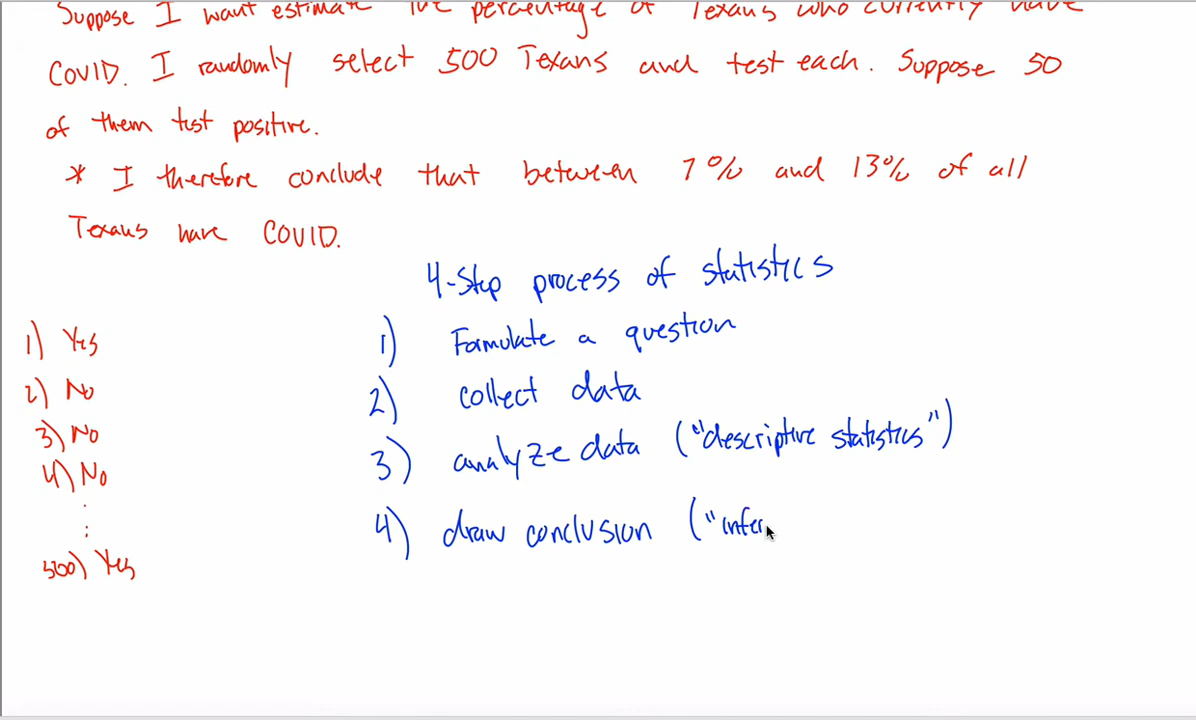 Suppose I want estimate the percentage of Texans who currently have
COVID. I randomly select 500 Texans and test each. Suppose 50
of them test positive.
* I therefore conclude that between 7% and 13% of all
Texans have COVID.
4-step process of statistics
1) Formulate a question
2) collect data
3) analyze data ("descriptive statistics")
4) draw conclusion ("infer
1) Yes
2) No
3) No
4) No
500) Yes